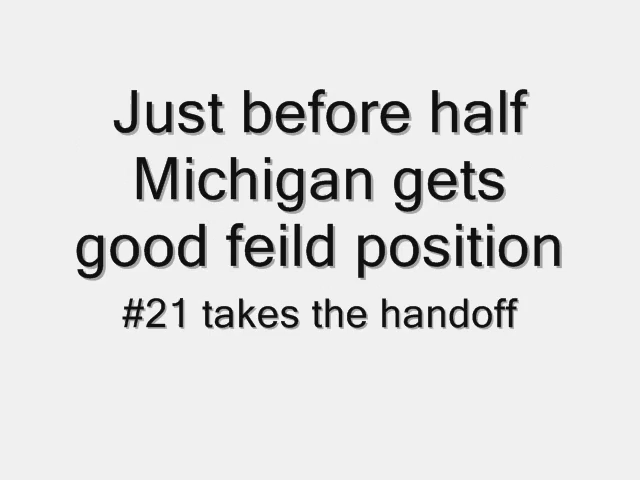 Just before half
Michigan gets
good feild position
#21 takes the handoff